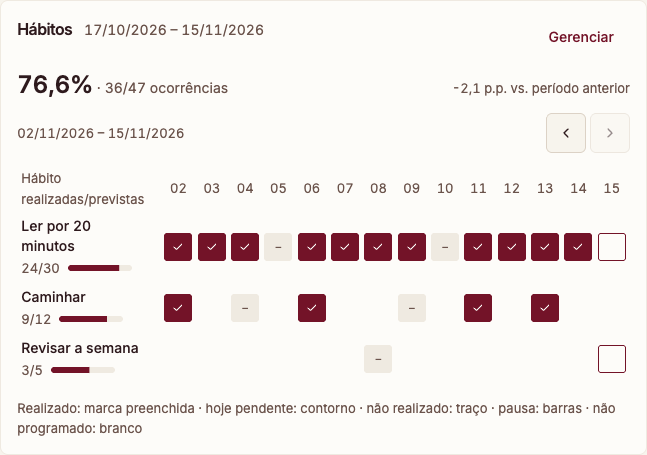 Hábitos 17/10/2026 – 15/11/2026
Gerenciar
76,6% · 36/47 ocorrências
-2,1 p.p. vs. período anterior
02/11/2026 – 15/11/2026
Hábito
realizadas/previstas
02 03 04 05 06 07 08 09 10 11 12 13 14 15
Ler por 20
minutos
24/30
Caminhar
9/12
Revisar a semana
3/5
Realizado: marca preenchida · hoje pendente: contorno · não realizado: traço · pausa: barras · não
programado: branco